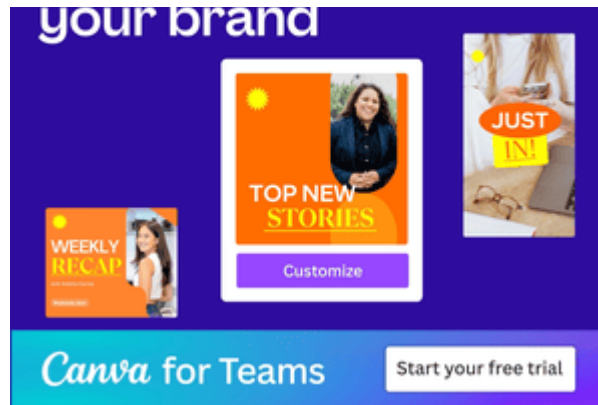 your brand
JUST
IN!
TOP NEW
STORIES
WEEKLY
RECAP
Customize
Canva for Teams
Start your free trial